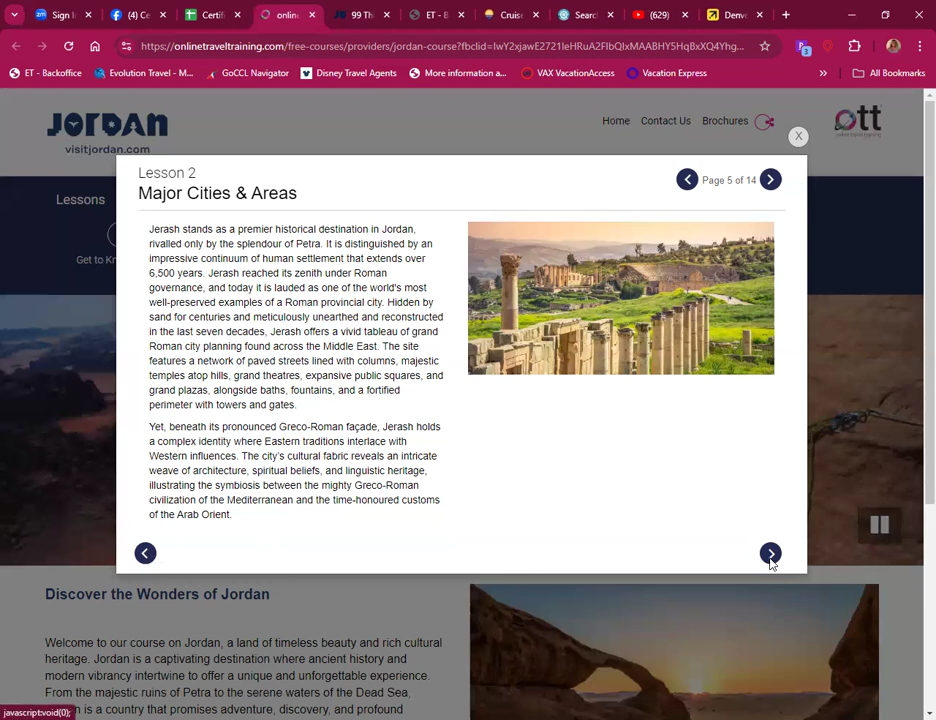 Sign I
(4) Ce
Certif
online
99 Thi
ET - B
Cruise
Searc
(629)
Denve
https://onlinetraveltraining.com/free-courses/providers/jordan-course?fbclid=IwY2xjawE2721leHRuA2FlbQIxMAABHY5HqBxXQ4Yhg...
3
ET - Backoffice
Evolution Travel - M...
GoCCL Navigator
Disney Travel Agents
More information a...
VAX VacationAccess
Vacation Express
All Bookmarks
JORDAN
visitjordan.com
Home
Contact Us
Brochures
ott
X
Lessons
Get to Kn
Lesson 2
Major Cities & Areas
Page 5 of 14
Jerash stands as a premier historical destination in Jordan,
rivalled only by the splendour of Petra. It is distinguished by an
impressive continuum of human settlement that extends over
6,500 years. Jerash reached its zenith under Roman
governance, and today it is lauded as one of the world's most
well-preserved examples of a Roman provincial city. Hidden by
sand for centuries and meticulously unearthed and reconstructed
in the last seven decades, Jerash offers a vivid tableau of grand
Roman city planning found across the Middle East. The site
features a network of paved streets lined with columns, majestic
temples atop hills, grand theatres, expansive public squares, and
grand plazas, alongside baths, fountains, and a fortified
perimeter with towers and gates.
Yet, beneath its pronounced Greco-Roman façade, Jerash holds
a complex identity where Eastern traditions interlace with
Western influences. The city's cultural fabric reveals an intricate
weave of architecture, spiritual beliefs, and linguistic heritage,
illustrating the symbiosis between the mighty Greco-Roman
civilization of the Mediterranean and the time-honoured customs
of the Arab Orient.
Discover the Wonders of Jordan
Welcome to our course on Jordan, a land of timeless beauty and rich cultural
heritage. Jordan is a captivating destination where ancient history and
modern vibrancy intertwine to offer a unique and unforgettable experience.
From the majestic ruins of Petra to the serene waters of the Dead Sea,
n is a country that promises adventure, discovery, and profound
javascript:void(0);